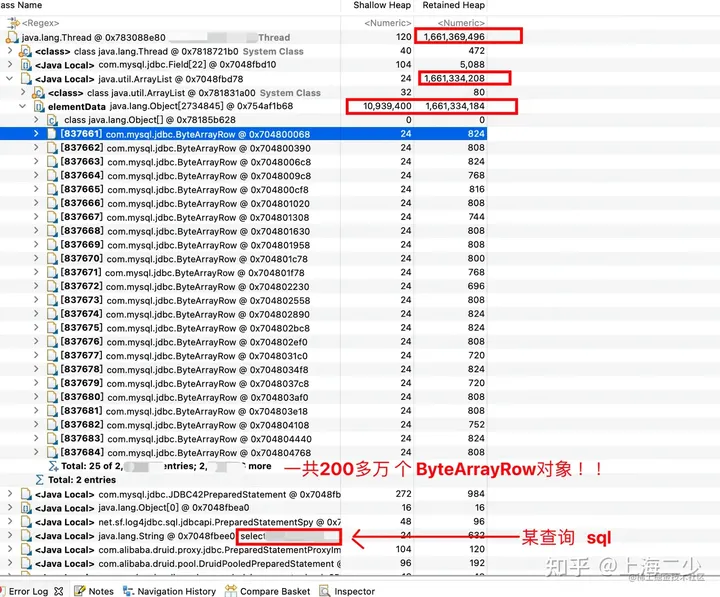 ass Name Shallow Heap Retained Heap
<Regex> <Numeric> <Numeric>
java.lang.Thread @ 0x783088e80 Thread 120 1,661,369,496
<class> class java.lang.Thread @ 0x7818721b0 System Class 40 472
<Java Local> com.mysql.jdbc.Field[22] @ 0x7048fbd10 104 5,088
<Java Local> java.util.ArrayList @ 0x7048fbd78 24 1,661,334,208
<class> class java.util.ArrayList @ 0x781831a00 System Class 32 80
elementData java.lang.Object[2734845] @ 0x754af1b68 10,939,400 1,661,334,184
class java.lang.Object[] @ 0x78185b628 0 0
[837661] com.mysql.jdbc.ByteArrayRow @ 0x704800068 24 824
[837662] com.mysql.jdbc.ByteArrayRow @ 0x704800390 24 808
[837663] com.mysql.jdbc.ByteArrayRow @ 0x7048006c8 24 808
[837664] com.mysql.jdbc.ByteArrayRow @ 0x7048009c8 24 768
[837665] com.mysql.jdbc.ByteArrayRow @ 0x704800cf8 24 816
[837666] com.mysql.jdbc.ByteArrayRow @ 0x704801020 24 808
[837667] com.mysql.jdbc.ByteArrayRow @ 0x704801308 24 744
[837668] com.mysql.jdbc.ByteArrayRow @ 0x704801630 24 808
[837669] com.mysql.jdbc.ByteArrayRow @ 0x704801958 24 808
[837670] com.mysql.jdbc.ByteArrayRow @ 0x704801c78 24 800
[837671] com.mysql.jdbc.ByteArrayRow @ 0x704801f78 24 768
[837672] com.mysql.jdbc.ByteArrayRow @ 0x704802230 24 696
[837673] com.mysql.jdbc.ByteArrayRow @ 0x704802558 24 808
[837674] com.mysql.jdbc.ByteArrayRow @ 0x704802890 24 824
[837675] com.mysql.jdbc.ByteArrayRow @ 0x704802bc8 24 824
[837676] com.mysql.jdbc.ByteArrayRow @ 0x704802ef0 24 808
[837677] com.mysql.jdbc.ByteArrayRow @ 0x7048031c0 24 720
[837678] com.mysql.jdbc.ByteArrayRow @ 0x7048034f8 24 824
[837679] com.mysql.jdbc.ByteArrayRow @ 0x7048037c8 24 720
[837680] com.mysql.jdbc.ByteArrayRow @ 0x704803af0 24 808
[837681] com.mysql.jdbc.ByteArrayRow @ 0x704803e18 24 808
[837682] com.mysql.jdbc.ByteArrayRow @ 0x704804108 24 752
[837683] com.mysql.jdbc.ByteArrayRow @ 0x704804440 24 824
[837684] com.mysql.jdbc.ByteArrayRow @ 0x704804768 24 808
Total: 25 of 2, entries; 2, more 一共200多万个 ByteArrayRow对象！！
Total: 2 entries
<Java Local> com.mysql.jdbc.JDBC42PreparedStatement @ 0x7048fb 272 984
<Java Local> java.lang.Object[0] @ 0x7048fbea0 16 16
<Java Local> net.sf.log4jdbc.sql.jdbcapi.PreparedStatementSpy @ 0x7 48 96
<Java Local> java.lang.String @ 0x7048fbee0 select 24 632 某查询 sql
<Java Local> com.alibaba.druid.proxy.jdbc.PreparedStatementProxyIm 104 120
<Java Local> com.alibaba.druid.pool.DruidPooledPreparedStatement @ 96 192
知乎 @上海二少
@稀土掘金技术社区
Error Log Notes Navigation History Compare Basket Inspector